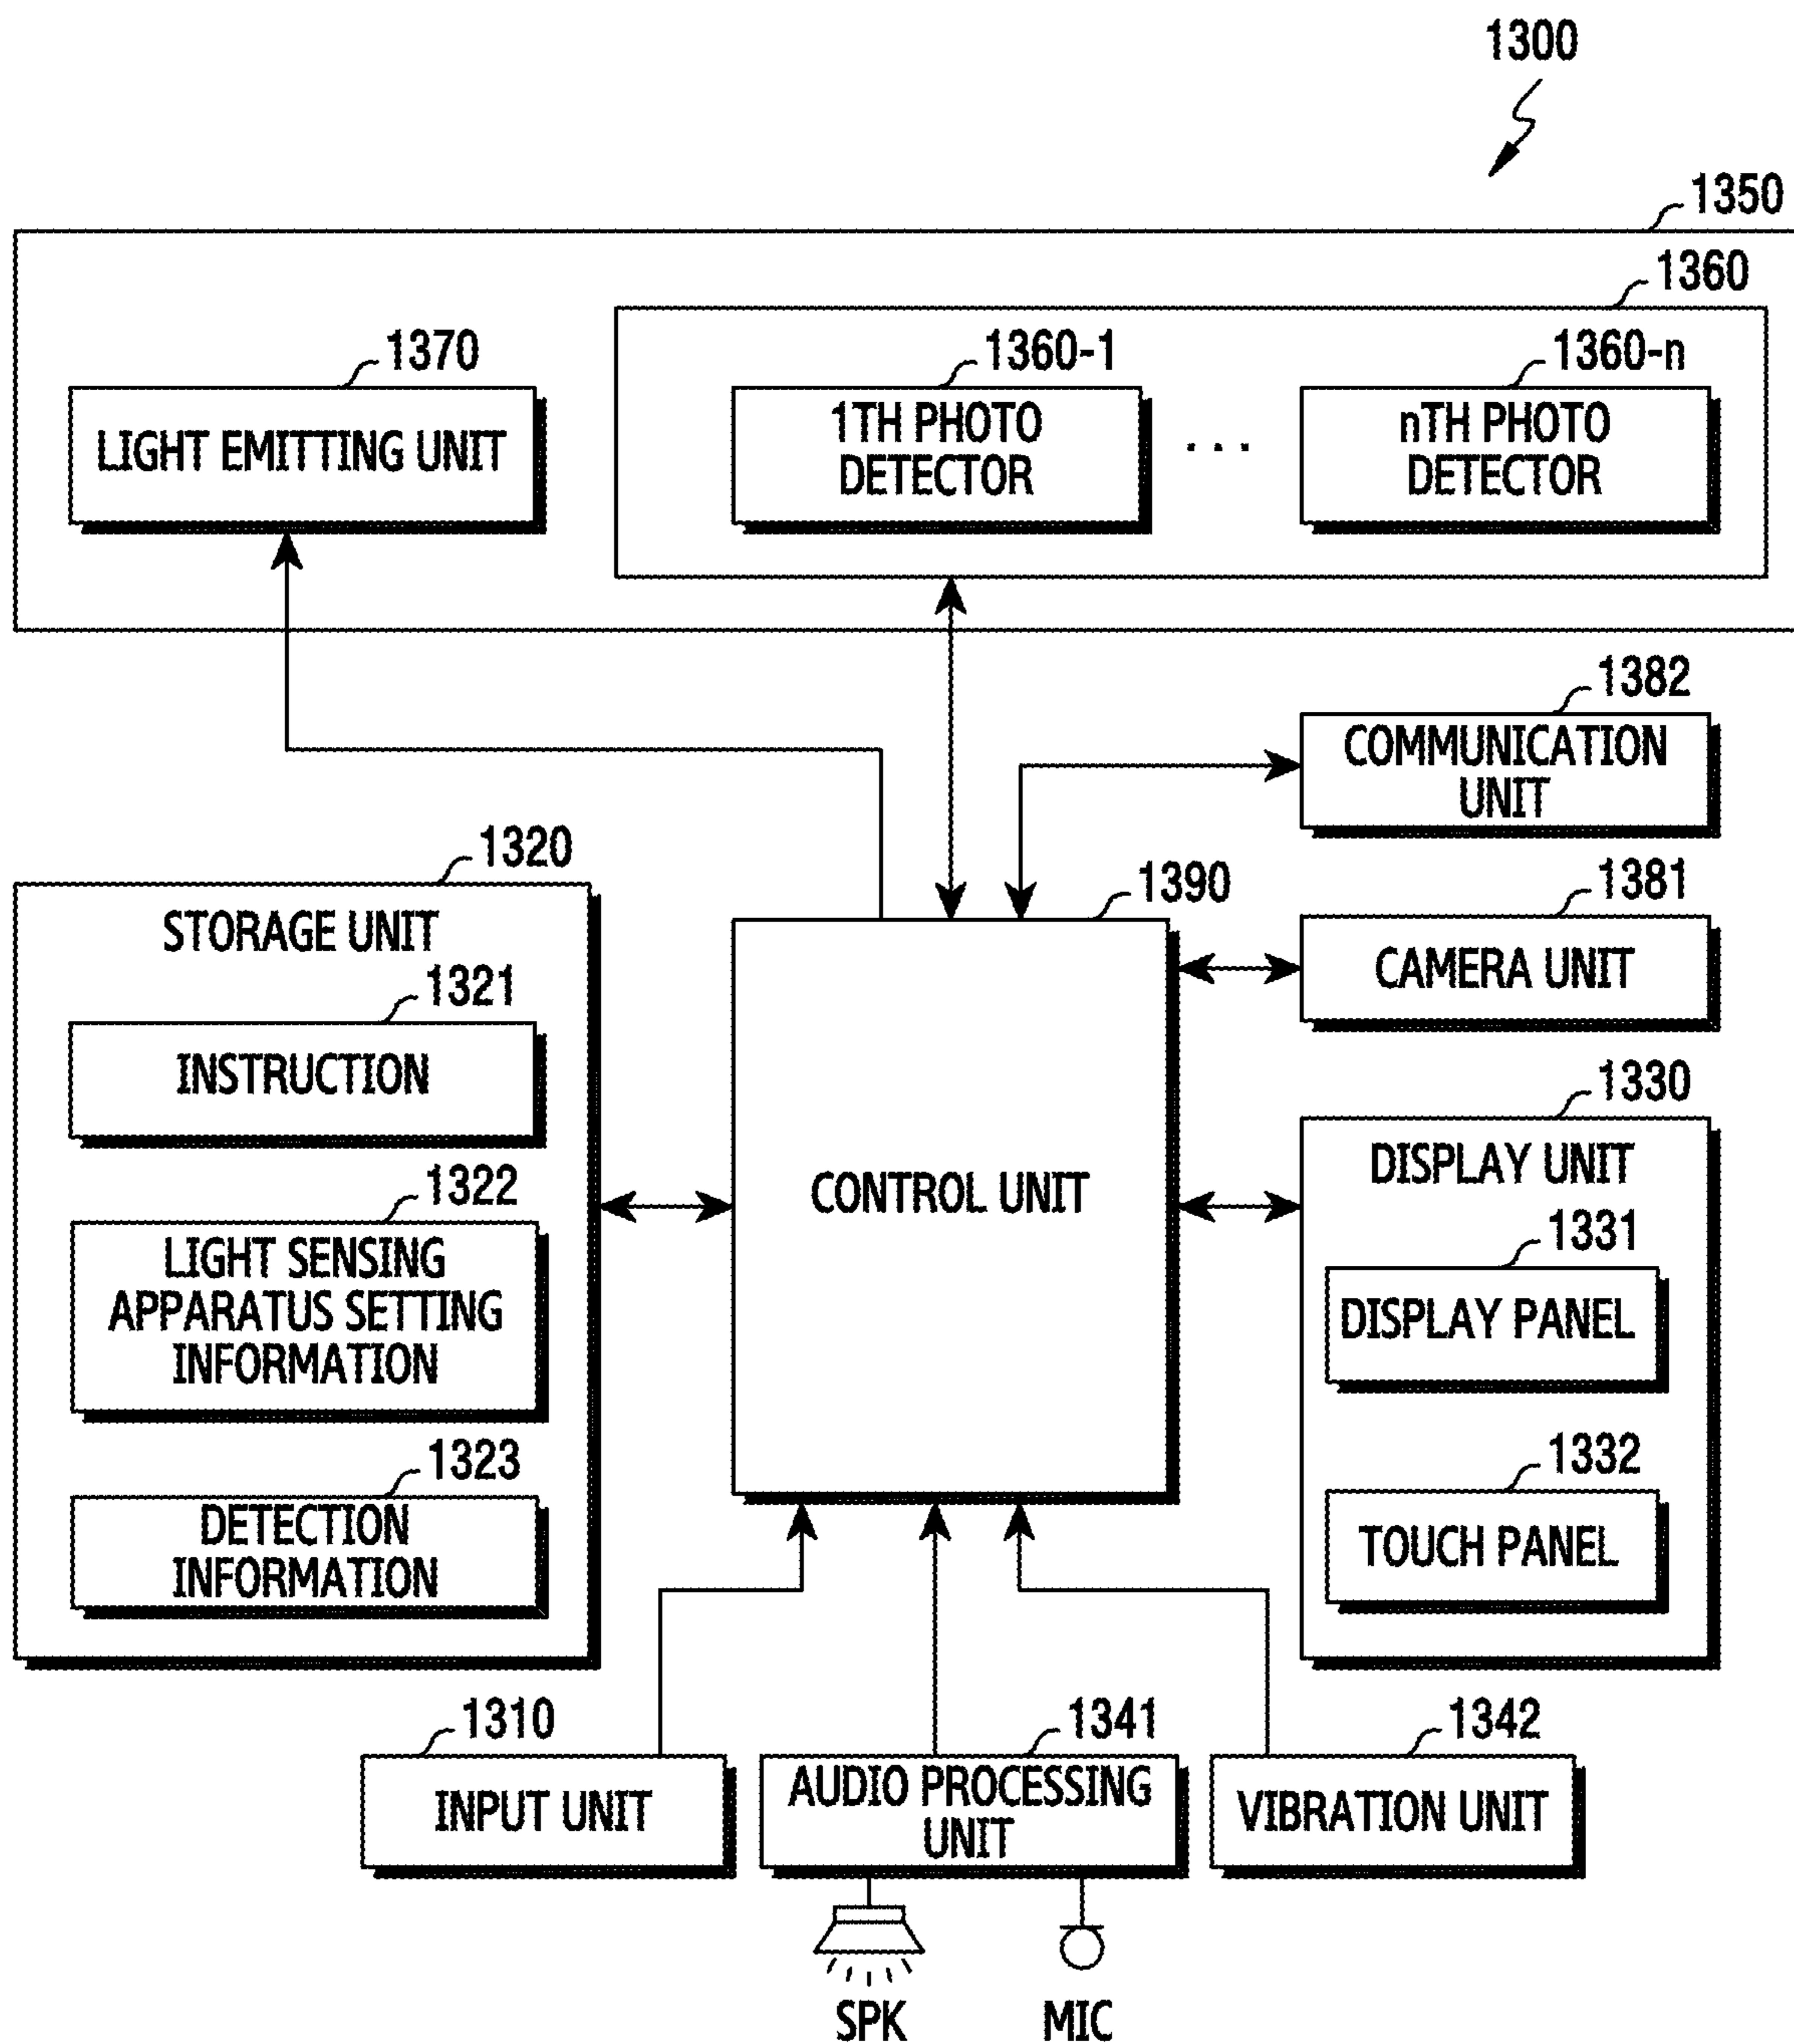 1300
1350
1360
1370
1360-1
1360-n
LIGHT EMITTING UNIT
1TH PHOTO
DETECTOR
...
nTH PHOTO
DETECTOR
1382
COMMUNICATION
UNIT
1320
STORAGE UNIT
1321
INSTRUCTION
1322
LIGHT SENSING
APPARATUS SETTING
INFORMATION
1323
DETECTION
INFORMATION
1390
CONTROL UNIT
1381
CAMERA UNIT
1330
DISPLAY UNIT
1331
DISPLAY PANEL
1332
TOUCH PANEL
1310
INPUT UNIT
1341
AUDIO PROCESSING
UNIT
1342
VIBRATION UNIT
SPK
MIC